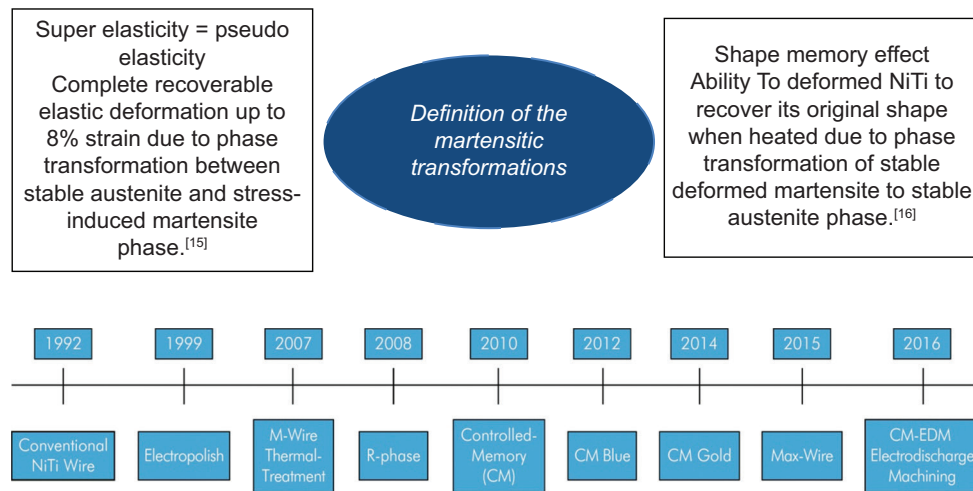 Super elasticity = pseudo
elasticity
Complete recoverable
elastic deformation up to
8% strain due to phase
transformation between
stable austenite and stress-
induced martensite
phase.[15]
Definition of the
martensitic
transformations
Shape memory effect
Ability To deformed NiTi to
recover its original shape
when heated due to phase
transformation of stable
deformed martensite to stable
austenite phase.[16]
1992
1999
2007
2008
2010
2012
2014
2015
2016
Conventional
NiTi Wire
Electropolish
M-Wire
Thermal-
Treatment
R-phase
Controlled-
Memory
(CM)
CM Blue
CM Gold
Max-Wire
CM-EDM
Electrodischarge
Machining